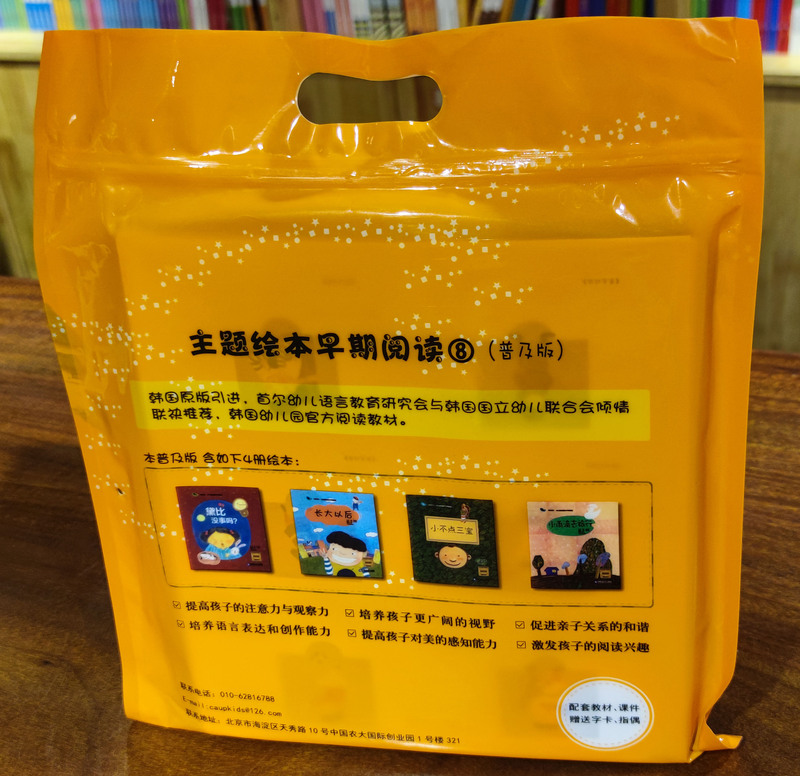 主题绘本早期阅读⑧（普及版）
韩国原版引进，首尔幼儿语言教育研究会与韩国国立幼儿联合会倾情
联袂推荐，韩国幼儿园官方阅读教材。
本普及版 含如下4册绘本：
黛比
没事吗？
长大以后
小不点三宝
☑ 提高孩子的注意力与观察力
☑ 培养孩子更广阔的视野
☑ 促进亲子关系的和谐
☑ 培养语言表达和创作能力
☑ 提高孩子对美的感知能力
☑ 激发孩子的阅读兴趣
联系电话：010-62816788
E-mail:caupkids@126.com
联系地址：北京市海淀区天秀路10号中国农大国际创业园1号楼321
配套教材、课件
赠送字卡、指偶